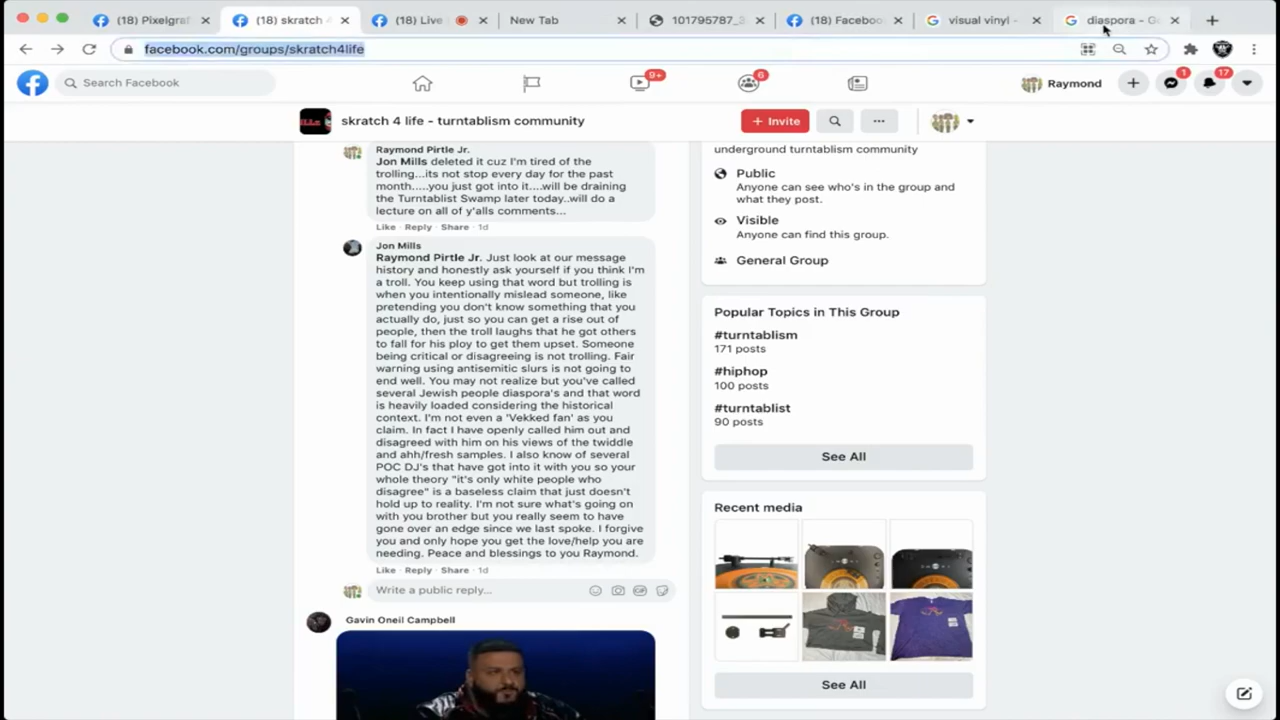 (18) Pixelgraf
(18) skratch 4
(18) Live
New Tab
101795787_3
(18) Facebo
visual vinyl -
diaspora - Go
facebook.com/groups/skratch4life
Search Facebook
9+
6
Raymond
1
17
skratch 4 life - turntablism community
+ Invite
Raymond Pirtle Jr.
Jon Mills deleted it cuz I'm tired of the
trolling...its not stop every day for the past
month.....you just got into it....will be draining
the Turntablist Swamp later today..will do a
lecture on all of y'alls comments...
Like · Reply · Share · 1d
Jon Mills
Raymond Pirtle Jr. Just look at our message
history and honestly ask yourself if you think I'm
a troll. You keep using that word but trolling is
when you intentionally mislead someone, like
pretending you don't know something that you
actually do, just so you can get a rise out of
people, then the troll laughs that he got others
to fall for his ploy to get them upset. Someone
being critical or disagreeing is not trolling. Fair
warning using antisemitic slurs is not going to
end well. You may not realize but you've called
several Jewish people diaspora's and that word
is heavily loaded considering the historical
context. I'm not even a 'Vekked fan' as you
claim. In fact I have openly called him out and
disagreed with him on his views of the twiddle
and ahh/fresh samples. I also know of several
POC DJ's that have got into it with you so your
whole theory "it's only white people who
disagree" is a baseless claim that just doesn't
hold up to reality. I'm not sure what's going on
with you brother but you really seem to have
gone over an edge since we last spoke. I forgive
you and only hope you get the love/help you are
needing. Peace and blessings to you Raymond.
Like · Reply · Share · 1d
Write a public reply...
Gavin Oneil Campbell
underground turntablism community
Public
Anyone can see who's in the group and
what they post.
Visible
Anyone can find this group.
General Group
Popular Topics in This Group
#turntablism
171 posts
#hiphop
100 posts
#turntablist
90 posts
See All
Recent media
See All